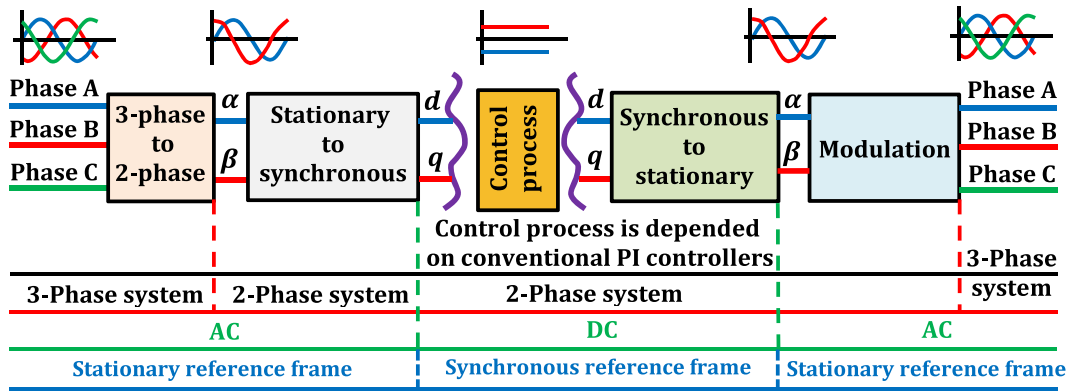 Phase A
Phase B
Phase C
3-phase
to
2-phase
α
β
Stationary
to
synchronous
d
q
Control
process
d
q
Synchronous
to
stationary
α
β
Modulation
Phase A
Phase B
Phase C
Control process is depended
on conventional PI controllers
3-Phase system
2-Phase system
2-Phase system
3-Phase
system
AC
DC
AC
Stationary reference frame
Synchronous reference frame
Stationary reference frame